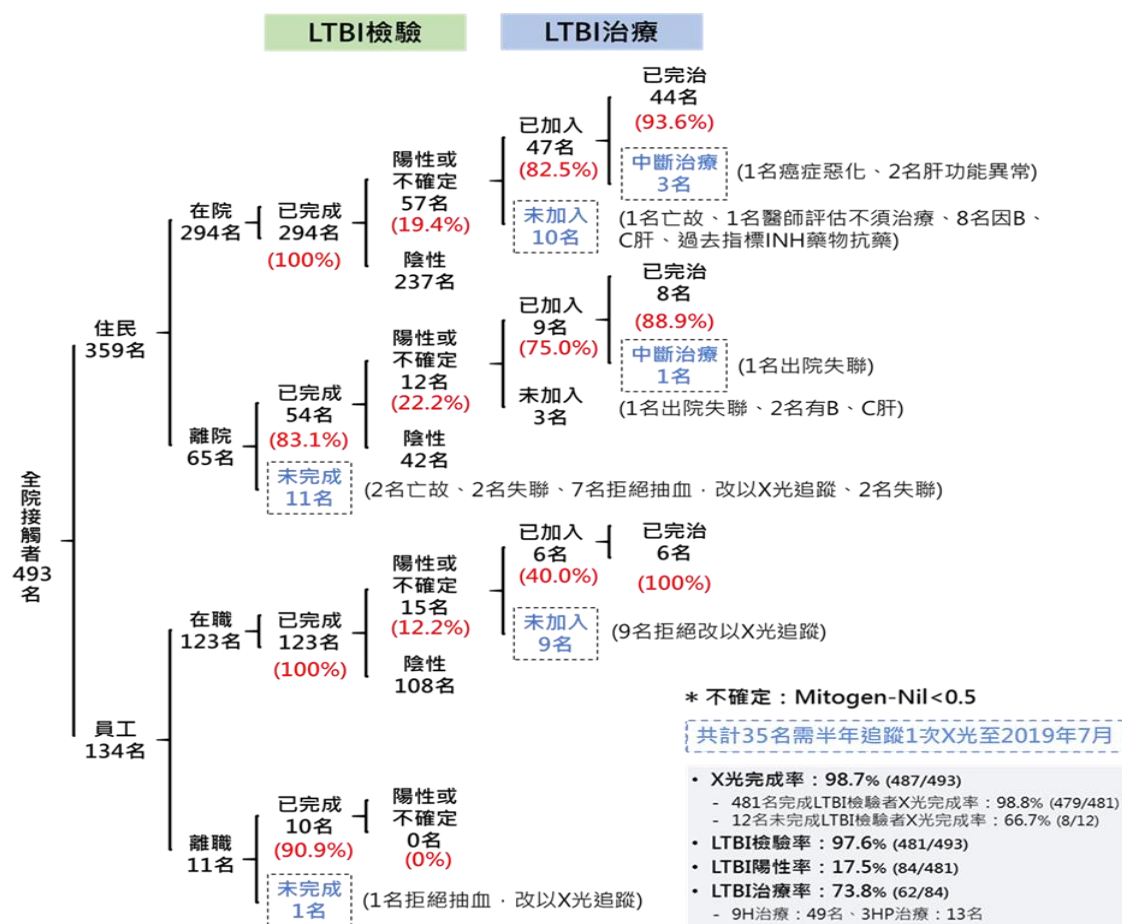 LTBI檢驗
LTBI治療
全院接觸者
493
名
住民
359名
在院
294名
已完成
294名
(100%)
陽性或
不確定
57名
(19.4%)
陰性
237名
已加入
47名
(82.5%)
已完治
44名
(93.6%)
中斷治療
3名
(1名癌症惡化、2名肝功能異常)
未加入
10名
(1名亡故、1名醫師評估不須治療、8名因B、
C肝、過去指標INH藥物抗藥)
離院
65名
已完成
54名
(83.1%)
陽性或
不確定
12名
(22.2%)
陰性
42名
已加入
9名
(75.0%)
已完治
8名
(88.9%)
中斷治療
1名
(1名出院失聯)
未加入
3名
(1名出院失聯、2名有B、C肝)
未完成
11名
(2名亡故、2名失聯、7名拒絕抽血，改以X光追蹤、2名失聯)
員工
134名
在職
123名
已完成
123名
(100%)
陽性或
不確定
15名
(12.2%)
陰性
108名
已加入
6名
(40.0%)
已完治
6名
(100%)
未加入
9名
(9名拒絕改以X光追蹤)
離職
11名
已完成
10名
(90.9%)
陽性或
不確定
0名
(0%)
未完成
1名
(1名拒絕抽血，改以X光追蹤)
* 不確定：Mitogen-Nil<0.5
共計35名需半年追蹤1次X光至2019年7月
• X光完成率：98.7% (487/493)
- 481名完成LTBI檢驗者X光完成率：98.8% (479/481)
- 12名未完成LTBI檢驗者X光完成率：66.7% (8/12)
• LTBI檢驗率：97.6% (481/493)
• LTBI陽性率：17.5% (84/481)
• LTBI治療率：73.8% (62/84)
- 9H治療：49名、3HP治療：13名